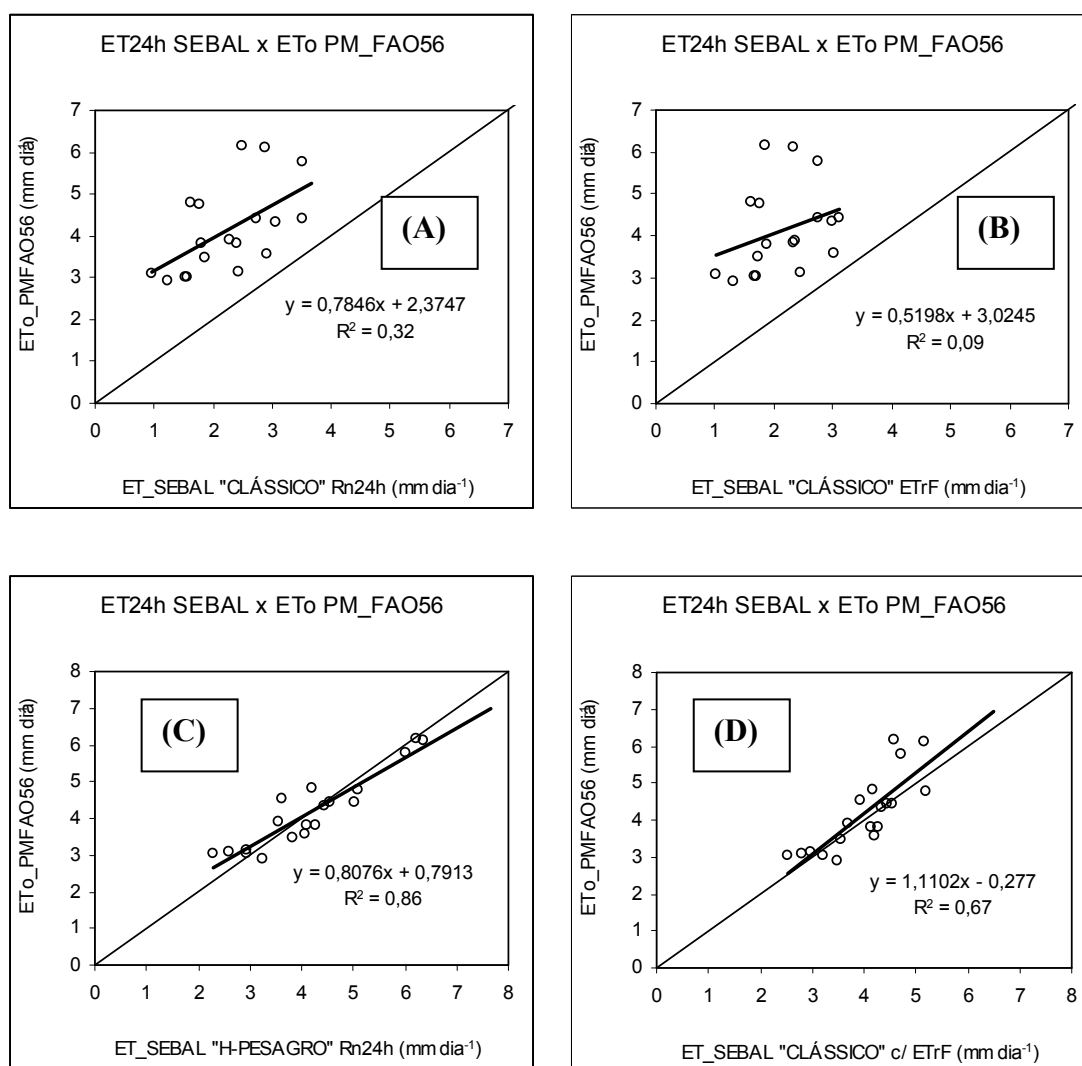 ET24h SEBAL x ETo PM_FAO56
7
6
5
4
3
2
1
0
ETo_PMFAO56 (mm dia¹)
(A)
y = 0,7846x + 2,3747
R² = 0,32
0 1 2 3 4 5 6 7
ET_SEBAL "CLÁSSICO" Rn24h (mm dia⁻¹)
ET24h SEBAL x ETo PM_FAO56
7
6
5
4
3
2
1
0
ETo_PMFAO56 (mm dia¹)
(B)
y = 0,5198x + 3,0245
R² = 0,09
0 1 2 3 4 5 6 7
ET_SEBAL "CLÁSSICO" ETrF (mm dia⁻¹)
ET24h SEBAL x ETo PM_FAO56
8
7
6
5
4
3
2
1
0
ETo_PMFAO56 (mm dia¹)
(C)
y = 0,8076x + 0,7913
R² = 0,86
0 1 2 3 4 5 6 7 8
ET_SEBAL "H-PESAGRO" Rn24h (mm dia⁻¹)
ET24h SEBAL x ETo PM_FAO56
8
7
6
5
4
3
2
1
0
ETo_PMFAO56 (mm dia¹)
(D)
y = 1,1102x - 0,277
R² = 0,67
0 1 2 3 4 5 6 7 8
ET_SEBAL "CLÁSSICO" c/ ETrF (mm dia⁻¹)